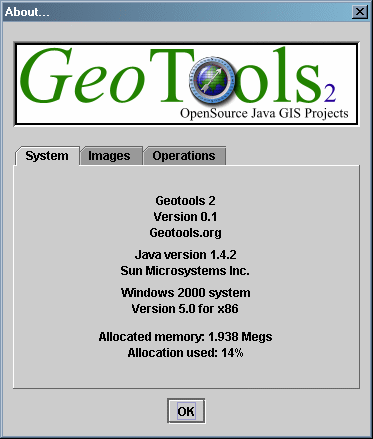 About...
GeoTools2
OpenSource Java GIS Projects
System Images Operations
Geotools 2
Version 0.1
Geotools.org
Java version 1.4.2
Sun Microsystems Inc.
Windows 2000 system
Version 5.0 for x86
Allocated memory: 1.938 Megs
Allocation used: 14%
OK